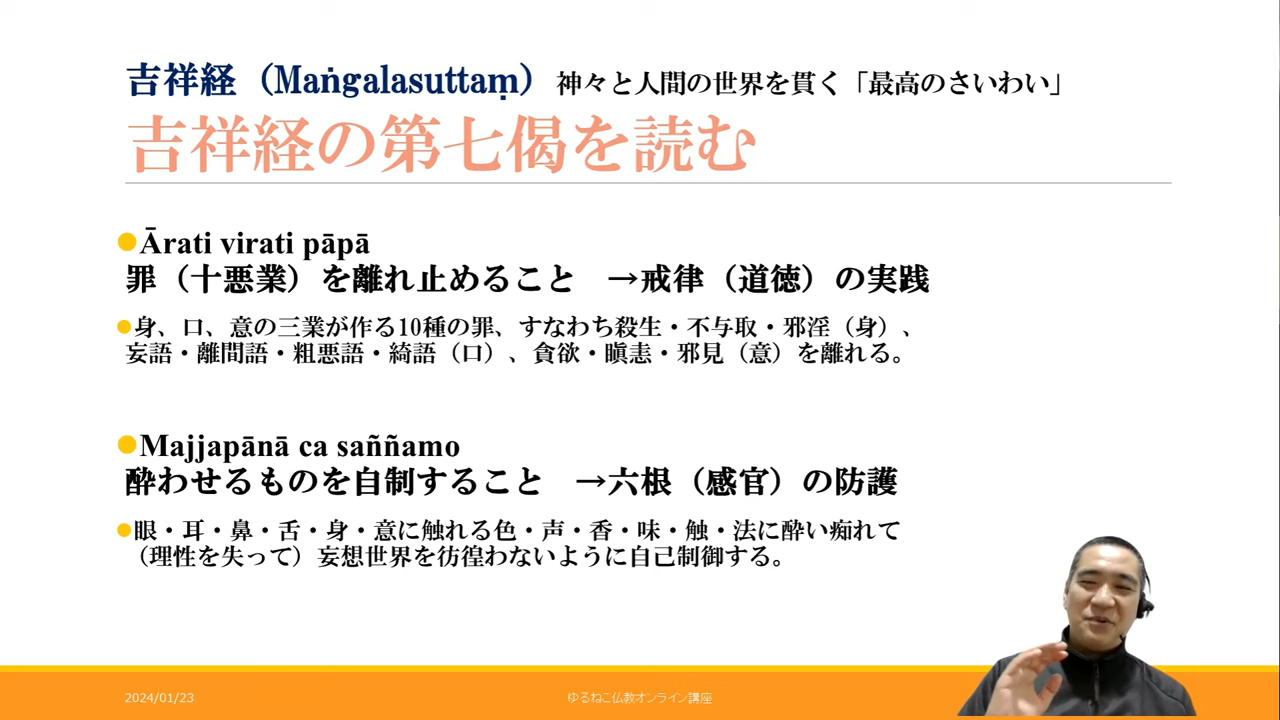 吉祥経（Maṅgalasuttaṃ）神々と人間の世界を貫く「最高のさいわい」
吉祥経の第七偈を読む
●Ārati virati pāpā
罪（十悪業）を離れ止めること　→戒律（道徳）の実践
●身、口、意の三業が作る10種の罪、すなわち殺生・不与取・邪淫（身）、
妄語・離間語・粗悪語・綺語（口）、貪欲・瞋恚・邪見（意）を離れる。
●Majjapānā ca saññamo
酔わせるものを自制すること　→六根（感官）の防護
●眼・耳・鼻・舌・身・意に触れる色・声・香・味・触・法に酔い痴れて
（理性を失って）妄想世界を彷徨わないように自己制御する。
2024/01/23
ゆるねこ仏教オンライン講座